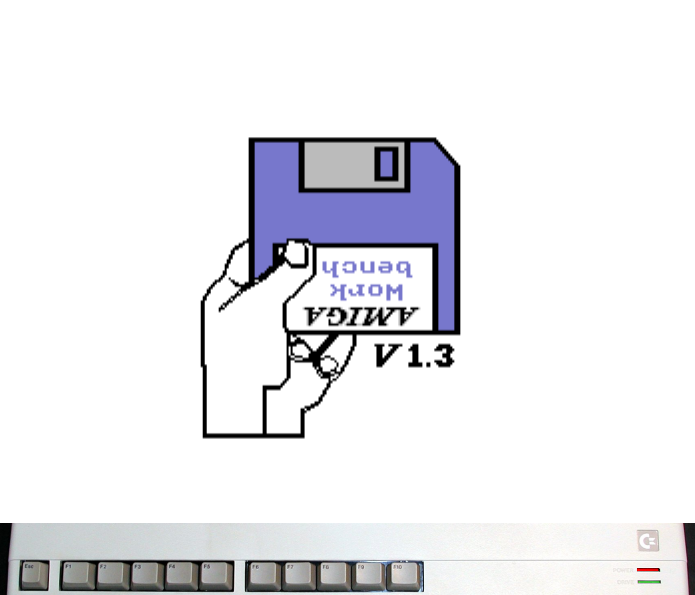 AMIGA
Work
bench
V 1.3
Esc F1 F2 F3 F4 F5 F6 F7 F8 F9 F10
POWER
DRIVE